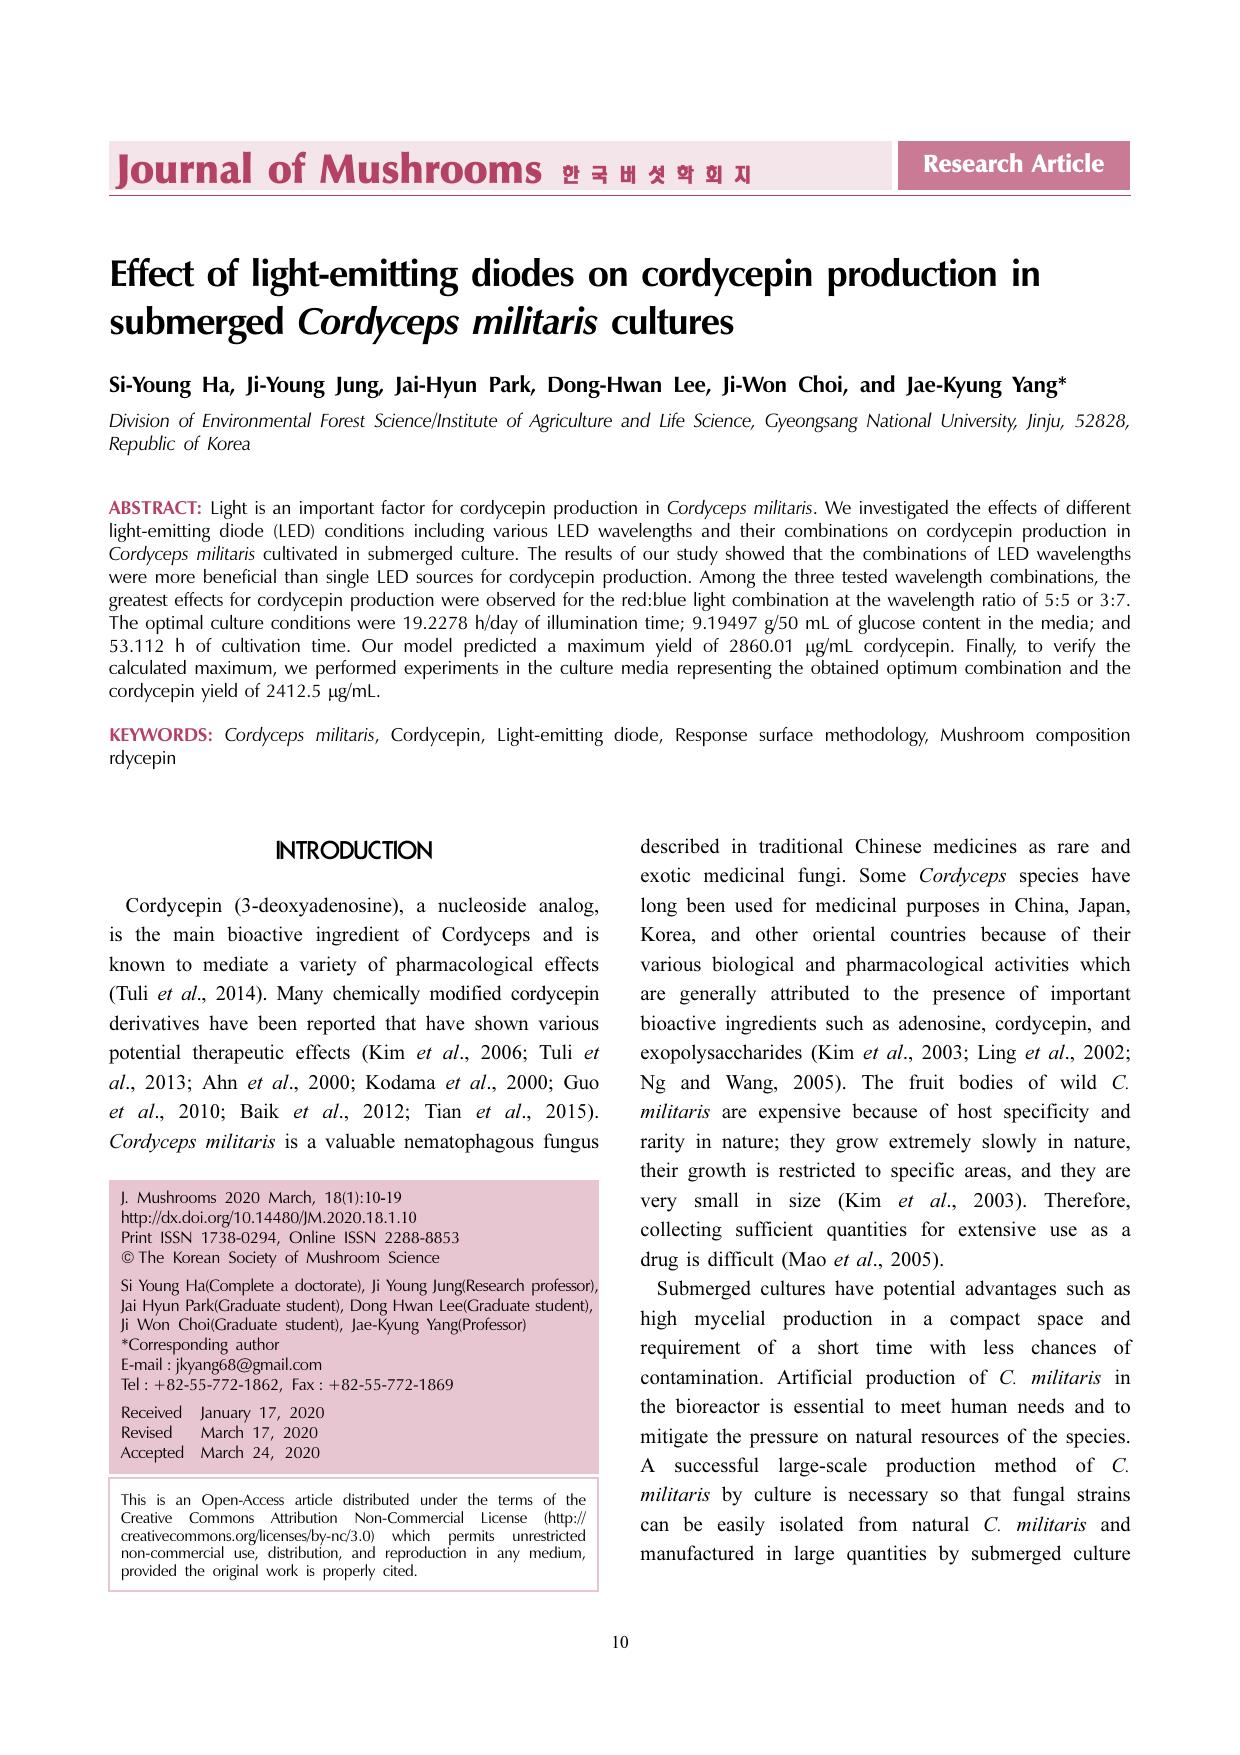 Journal of Mushrooms 한국버섯학회지
Research Article
Effect of light-emitting diodes on cordycepin production in
submerged Cordyceps militaris cultures
Si-Young Ha, Ji-Young Jung, Jai-Hyun Park, Dong-Hwan Lee, Ji-Won Choi, and Jae-Kyung Yang*
Division of Environmental Forest Science/Institute of Agriculture and Life Science, Gyeongsang National University, Jinju, 52828,
Republic of Korea
ABSTRACT: Light is an important factor for cordycepin production in Cordyceps militaris. We investigated the effects of different
light-emitting diode (LED) conditions including various LED wavelengths and their combinations on cordycepin production in
Cordyceps militaris cultivated in submerged culture. The results of our study showed that the combinations of LED wavelengths
were more beneficial than single LED sources for cordycepin production. Among the three tested wavelength combinations, the
greatest effects for cordycepin production were observed for the red:blue light combination at the wavelength ratio of 5:5 or 3:7.
The optimal culture conditions were 19.2278 h/day of illumination time; 9.19497 g/50 mL of glucose content in the media; and
53.112 h of cultivation time. Our model predicted a maximum yield of 2860.01 μg/mL cordycepin. Finally, to verify the
calculated maximum, we performed experiments in the culture media representing the obtained optimum combination and the
cordycepin yield of 2412.5 μg/mL.
KEYWORDS: Cordyceps militaris, Cordycepin, Light-emitting diode, Response surface methodology, Mushroom composition
rdycepin
INTRODUCTION
Cordycepin (3-deoxyadenosine), a nucleoside analog,
is the main bioactive ingredient of Cordyceps and is
known to mediate a variety of pharmacological effects
(Tuli et al., 2014). Many chemically modified cordycepin
derivatives have been reported that have shown various
potential therapeutic effects (Kim et al., 2006; Tuli et
al., 2013; Ahn et al., 2000; Kodama et al., 2000; Guo
et al., 2010; Baik et al., 2012; Tian et al., 2015).
Cordyceps militaris is a valuable nematophagous fungus
J. Mushrooms 2020 March, 18(1):10-19
http://dx.doi.org/10.14480/JM.2020.18.1.10
Print ISSN 1738-0294, Online ISSN 2288-8853
© The Korean Society of Mushroom Science
Si Young Ha(Complete a doctorate), Ji Young Jung(Research professor),
Jai Hyun Park(Graduate student), Dong Hwan Lee(Graduate student),
Ji Won Choi(Graduate student), Jae-Kyung Yang(Professor)
*Corresponding author
E-mail : jkyang68@gmail.com
Tel : +82-55-772-1862, Fax : +82-55-772-1869
Received January 17, 2020
Revised March 17, 2020
Accepted March 24, 2020
This is an Open-Access article distributed under the terms of the
Creative Commons Attribution Non-Commercial License (http://
creativecommons.org/licenses/by-nc/3.0) which permits unrestricted
non-commercial use, distribution, and reproduction in any medium,
provided the original work is properly cited.
described in traditional Chinese medicines as rare and
exotic medicinal fungi. Some Cordyceps species have
long been used for medicinal purposes in China, Japan,
Korea, and other oriental countries because of their
various biological and pharmacological activities which
are generally attributed to the presence of important
bioactive ingredients such as adenosine, cordycepin, and
exopolysaccharides (Kim et al., 2003; Ling et al., 2002;
Ng and Wang, 2005). The fruit bodies of wild C.
militaris are expensive because of host specificity and
rarity in nature; they grow extremely slowly in nature,
their growth is restricted to specific areas, and they are
very small in size (Kim et al., 2003). Therefore,
collecting sufficient quantities for extensive use as a
drug is difficult (Mao et al., 2005).
Submerged cultures have potential advantages such as
high mycelial production in a compact space and
requirement of a short time with less chances of
contamination. Artificial production of C. militaris in
the bioreactor is essential to meet human needs and to
mitigate the pressure on natural resources of the species.
A successful large-scale production method of C.
militaris by culture is necessary so that fungal strains
can be easily isolated from natural C. militaris and
manufactured in large quantities by submerged culture
10